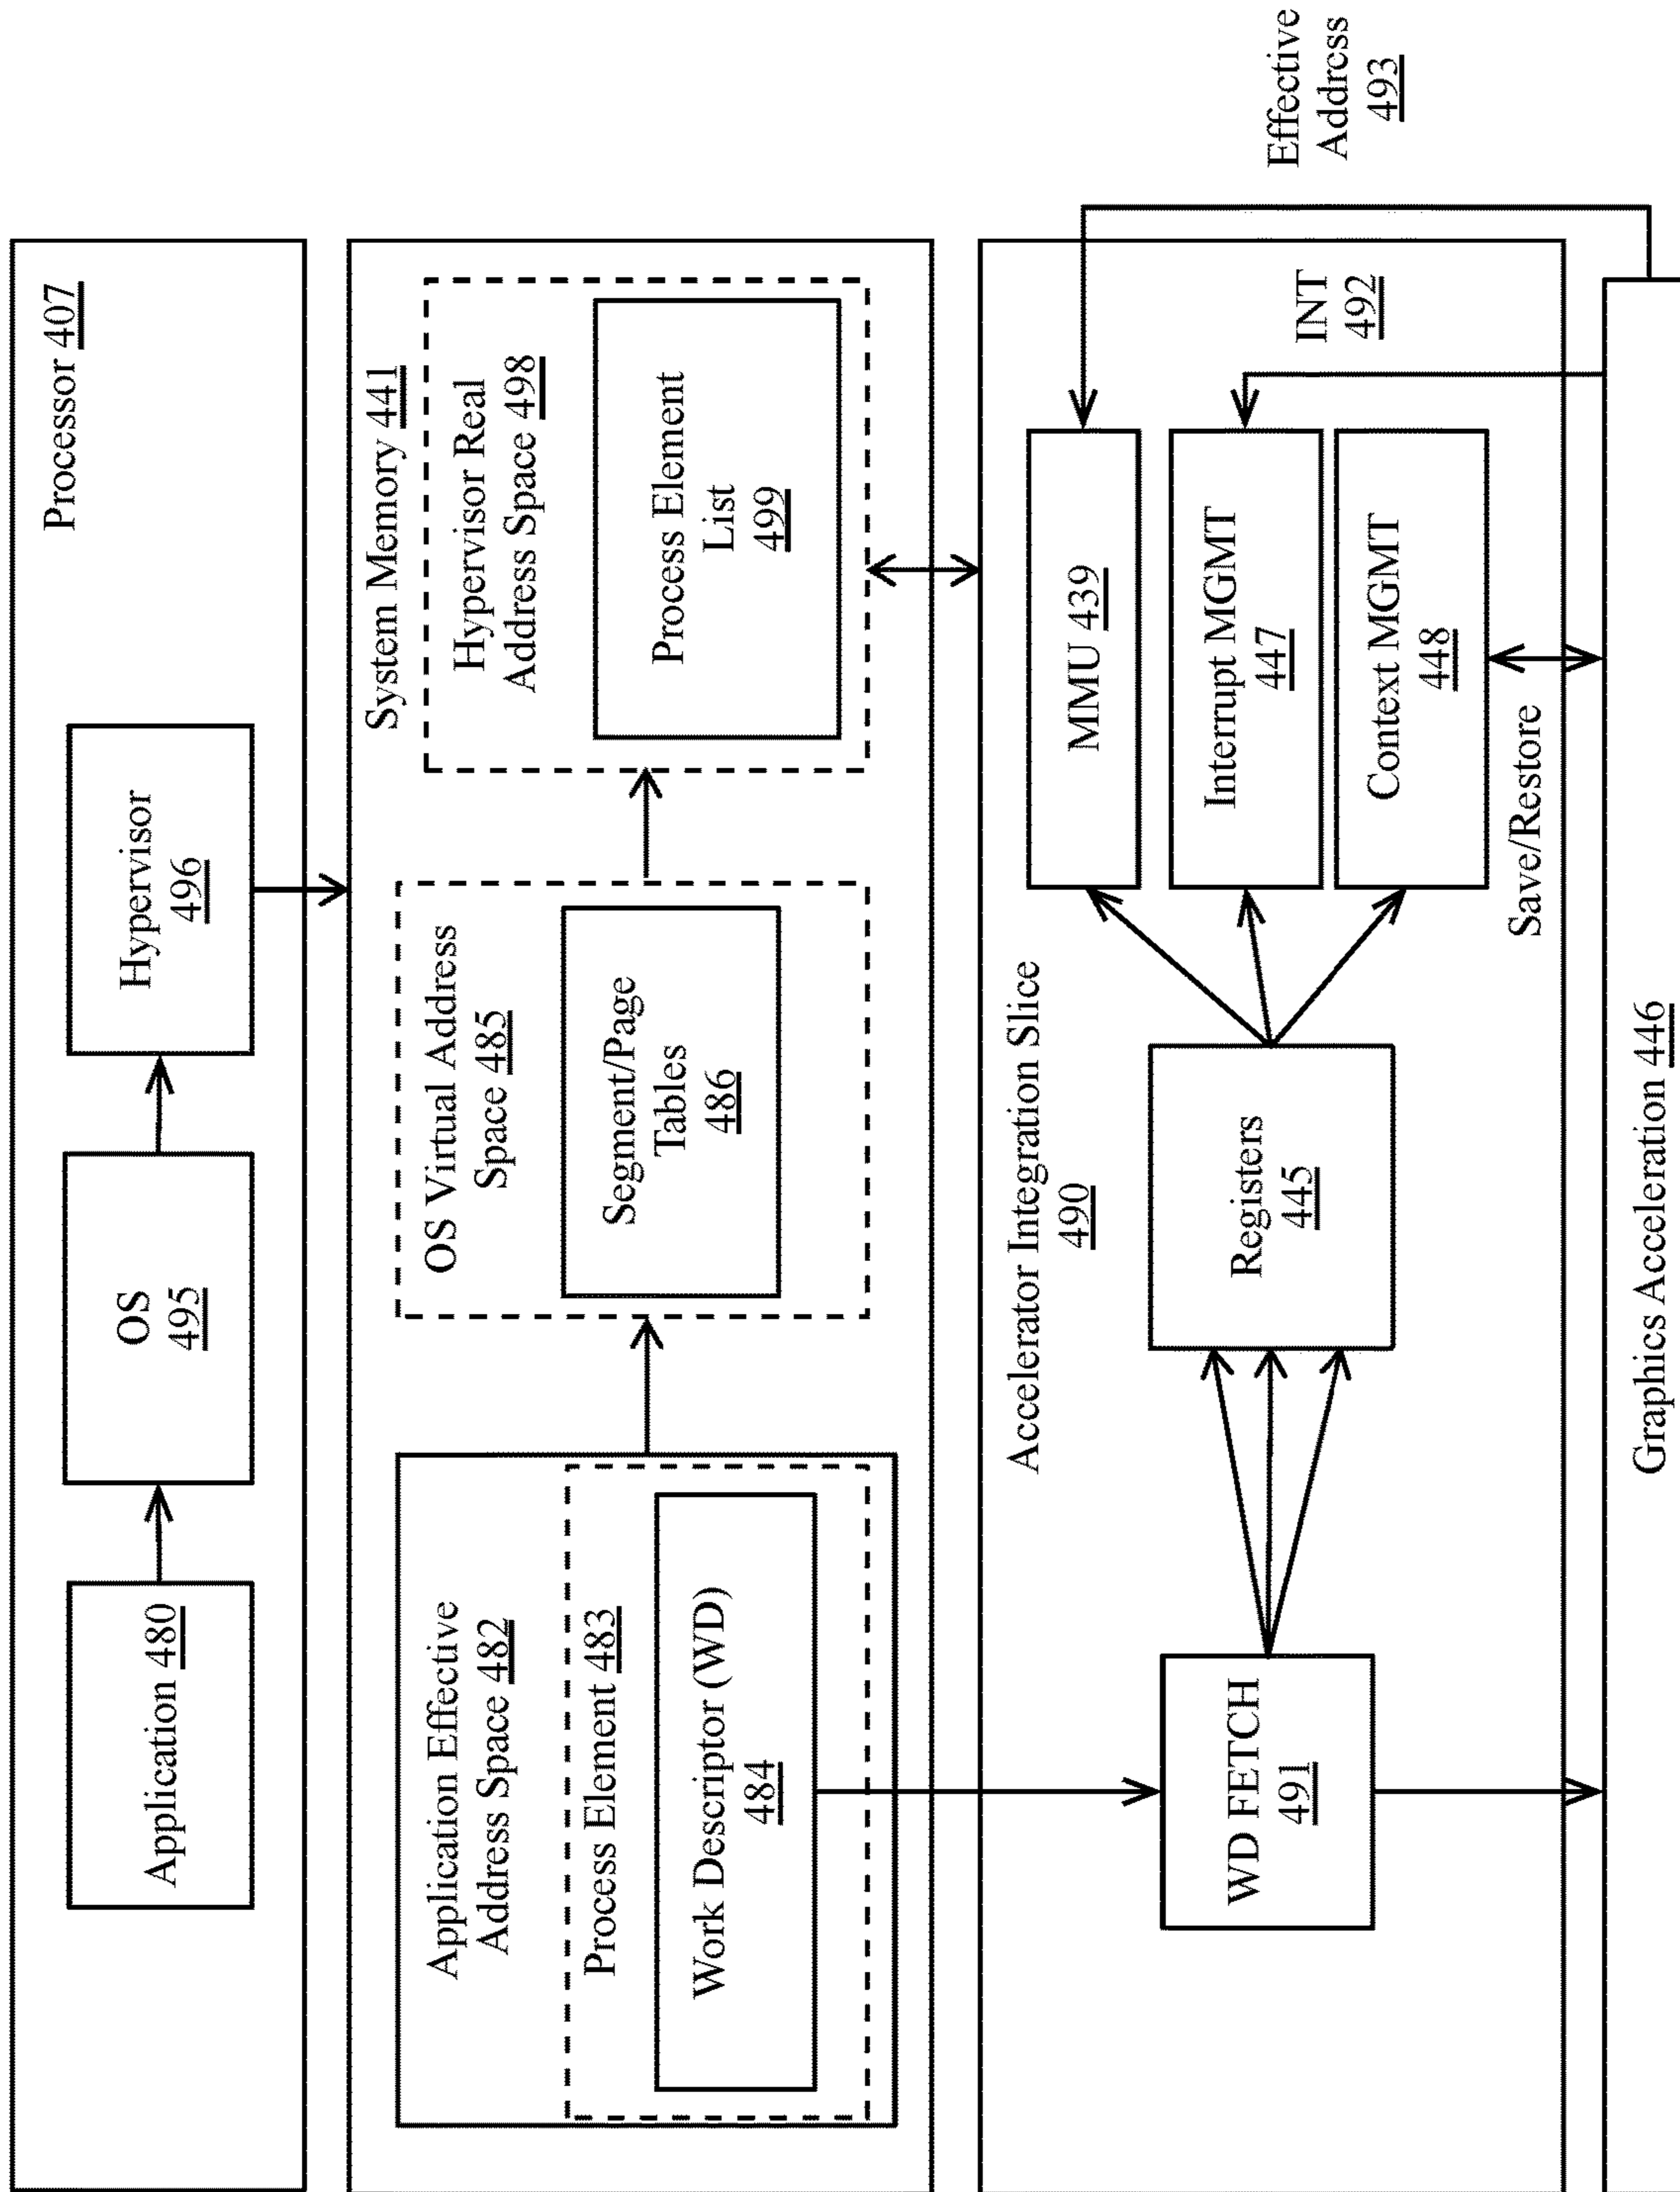 Processor 407
Application 480
OS
495
Hypervisor
496
System Memory 441
Application Effective
Address Space 482
Process Element 483
Work Descriptor (WD)
484
OS Virtual Address
Space 485
Segment/Page
Tables
486
Hypervisor Real
Address Space 498
Process Element
List
499
Accelerator Integration Slice
490
WD FETCH
491
Registers
445
MMU 439
Interrupt MGMT
447
Context MGMT
448
INT
492
Effective
Address
493
Save/Restore
Graphics Acceleration 446